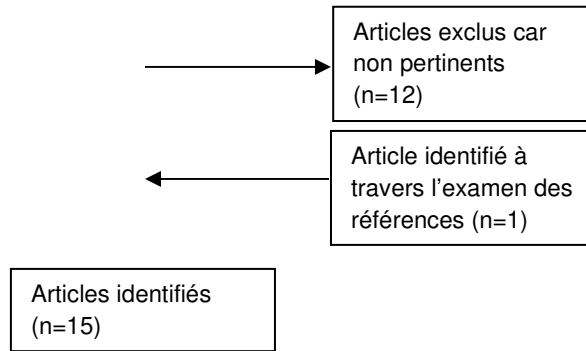 Articles exclus car
non pertinents
(n=12)
Article identifié à
travers l’examen des
références (n=1)
Articles identifiés
(n=15)